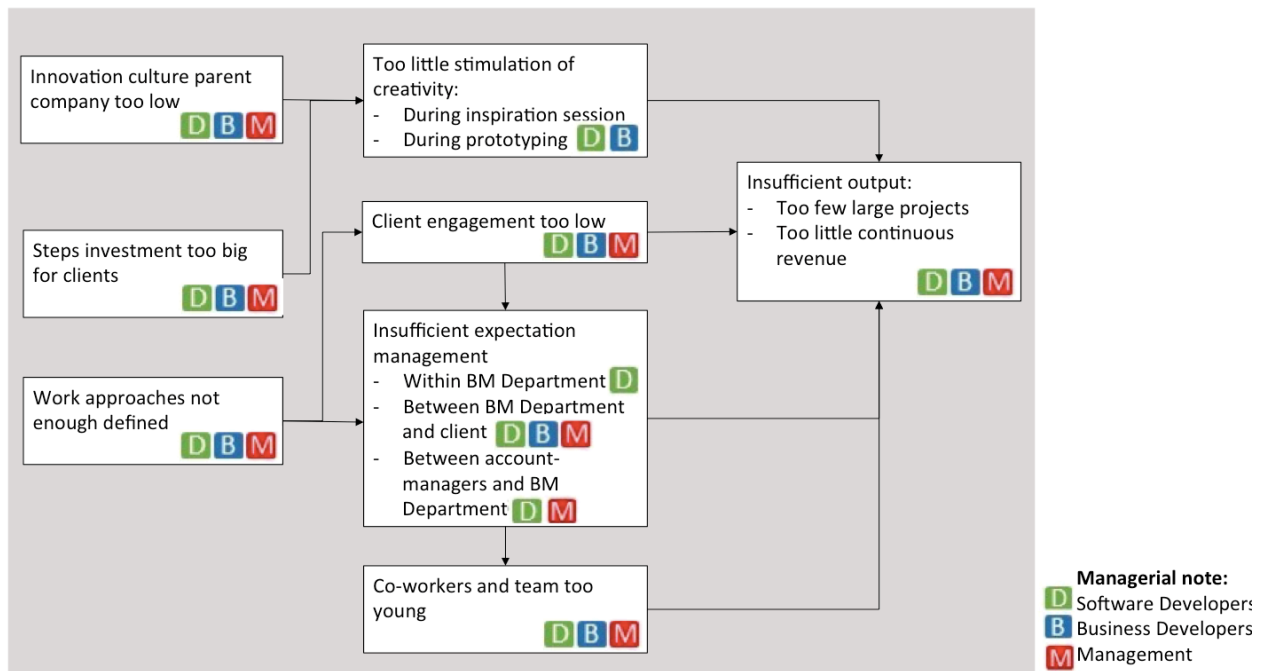 Innovation culture parent
company too low
D B M
Steps investment too big
for clients
D B M
Work approaches not
enough defined
D B M
Too little stimulation of
creativity:
- During inspiration session
- During prototyping D B
Client engagement too low
D B M
Insufficient expectation
management
- Within BM Department D
- Between BM Department
and client D B M
- Between account-
managers and BM
Department D M
Co-workers and team too
young
D B M
Insufficient output:
- Too few large projects
- Too little continuous
revenue
D B M
Managerial note:
D Software Developers
B Business Developers
M Management